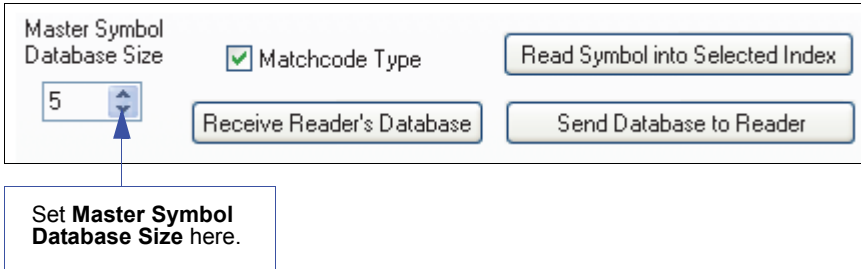 Master Symbol
Database Size
Matchcode Type
Read Symbol into Selected Index
5
Receive Reader's Database
Send Database to Reader
Set Master Symbol
Database Size here.